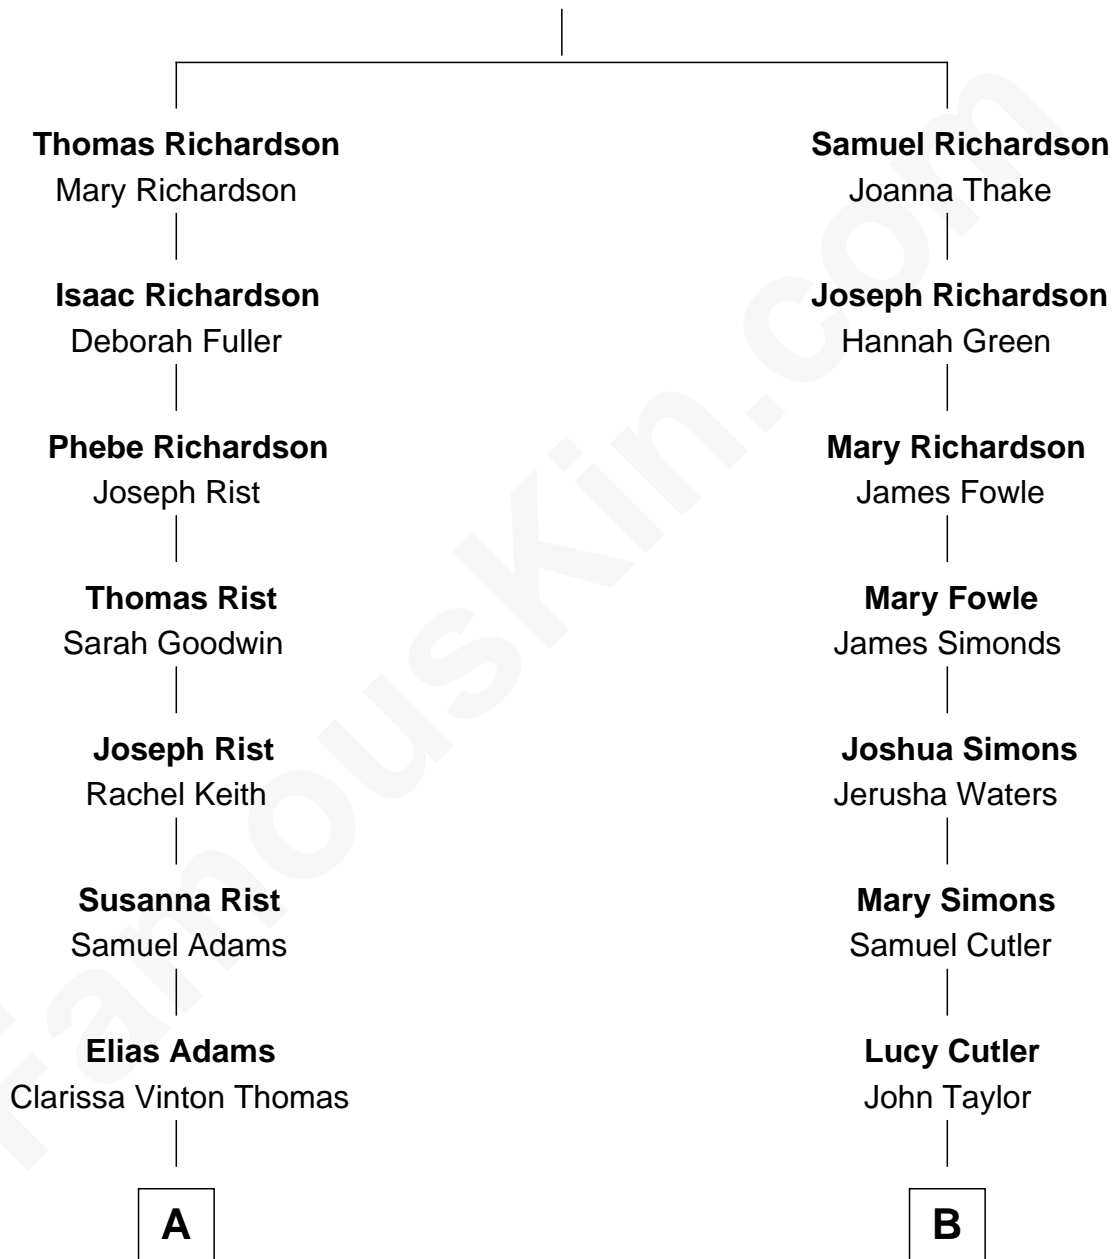 Thomas Richardson
Mary Richardson
Isaac Richardson
Deborah Fuller
Phebe Richardson
Joseph Rist
Thomas Rist
Sarah Goodwin
Joseph Rist
Rachel Keith
Susanna Rist
Samuel Adams
Elias Adams
Clarissa Vinton Thomas
A
Samuel Richardson
Joanna Thake
Joseph Richardson
Hannah Green
Mary Richardson
James Fowle
Mary Fowle
James Simonds
Joshua Simons
Jerusha Waters
Mary Simons
Samuel Cutler
Lucy Cutler
John Taylor
B
FamousKin.com